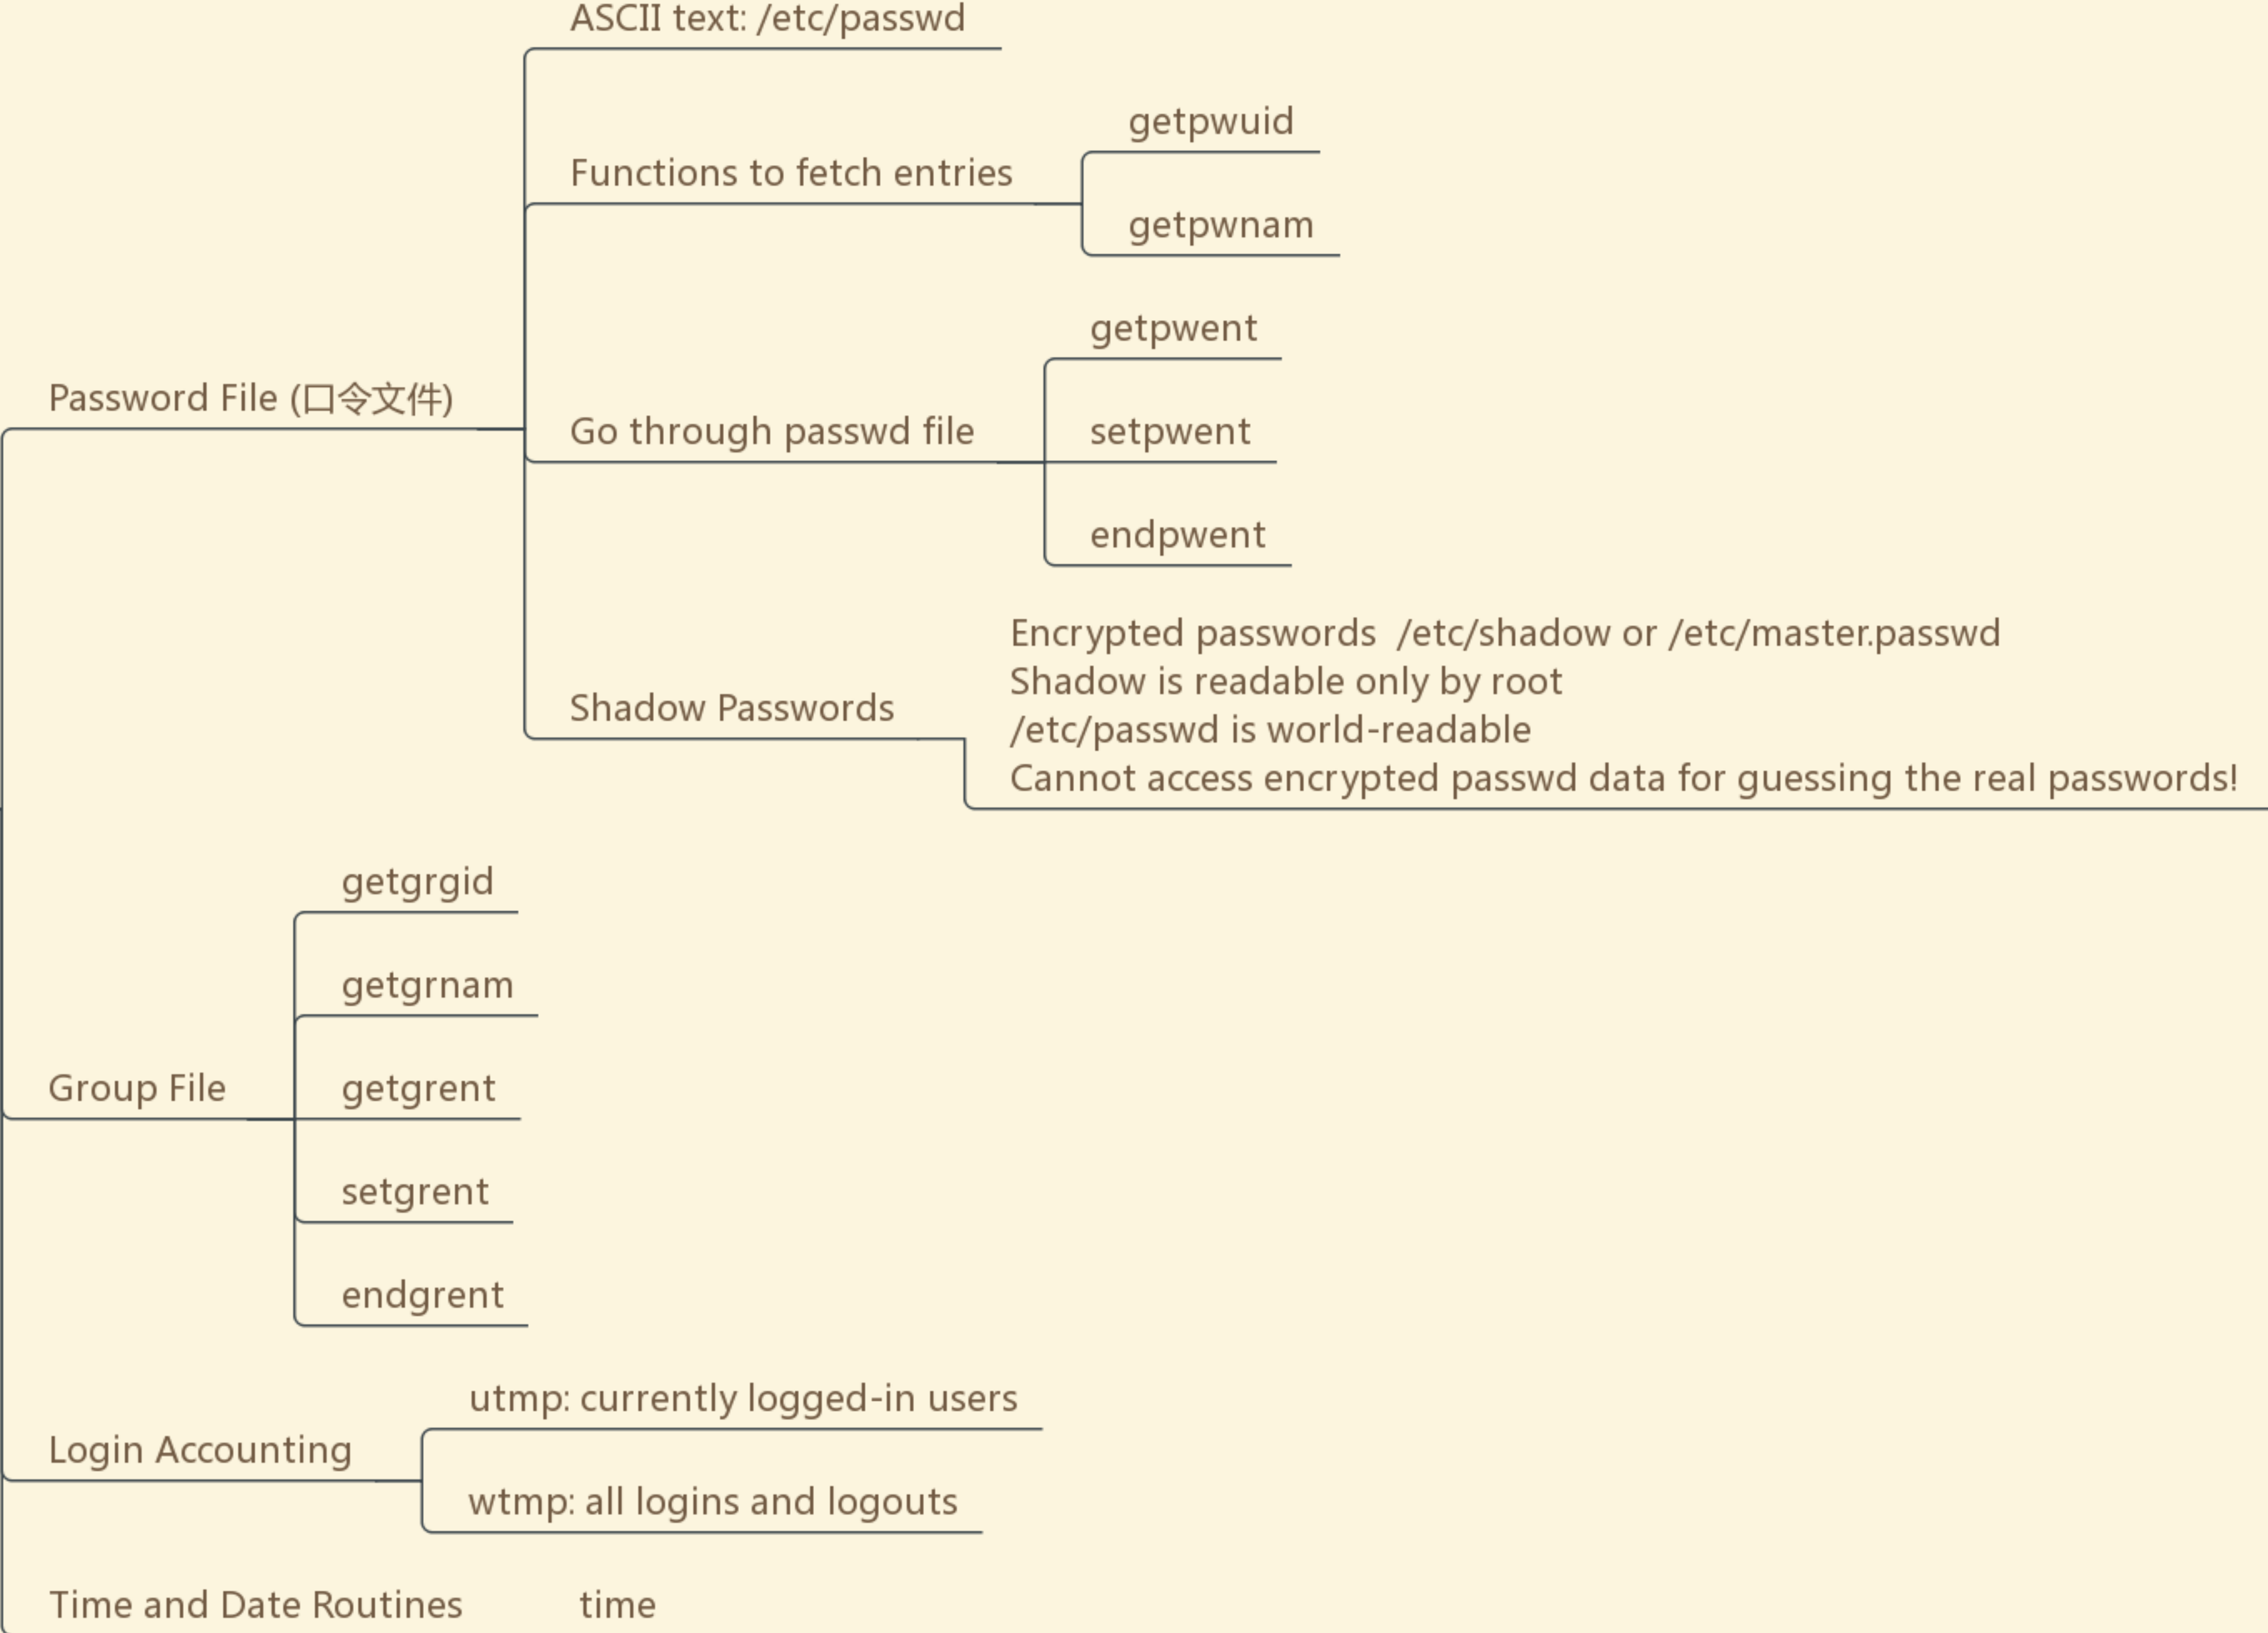 ASCII text: /etc/passwd
getpwuid
Functions to fetch entries
getpwnam
getpwent
Password File (口令文件)
Go through passwd file
setpwent
endpwent
Encrypted passwords  /etc/shadow or /etc/master.passwd
Shadow is readable only by root
Shadow Passwords
/etc/passwd is world-readable
Cannot access encrypted passwd data for guessing the real passwords!
getgrgid
getgrnam
Group File
getgrent
setgrent
endgrent
utmp: currently logged-in users
Login Accounting
wtmp: all logins and logouts
Time and Date Routines
time